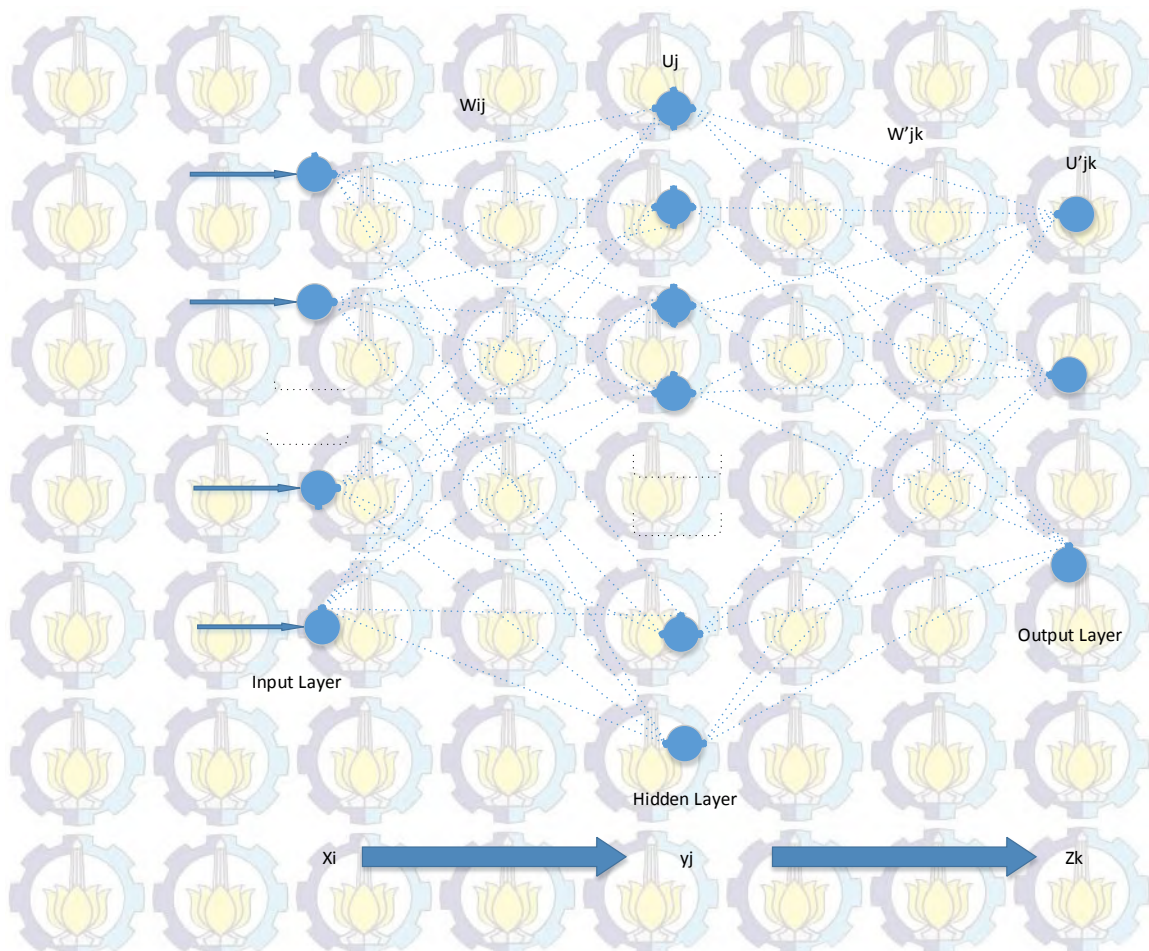 Uj
Wij
W'jk
U'jk
Output Layer
Input Layer
Hidden Layer
Xi
yj
Zk